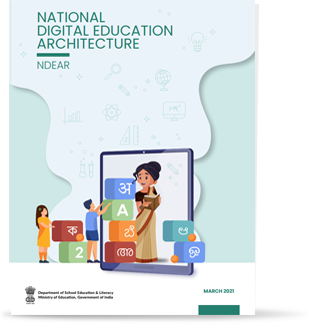 NATIONAL
DIGITAL EDUCATION
ARCHITECTURE
NDEAR
अ
A
क
2
ಔ
അ
Department of School Education & Literacy
Ministry of Education, Government of India
MARCH 2021